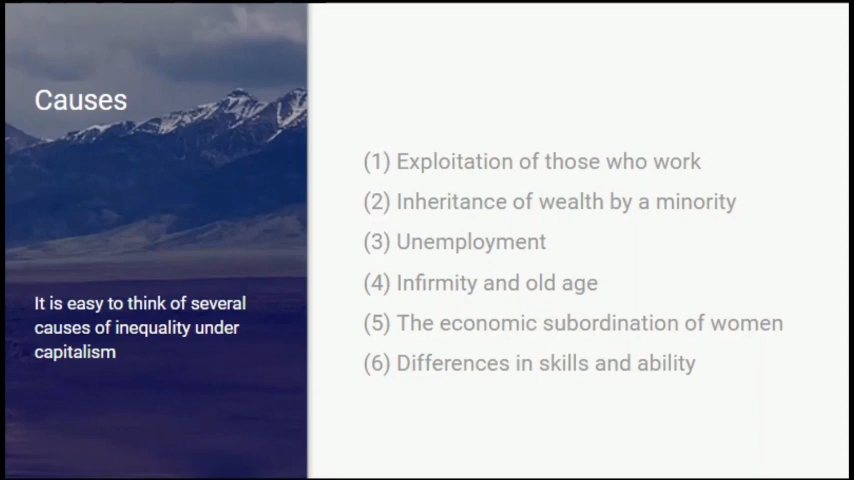 Causes
It is easy to think of several
causes of inequality under
capitalism
(1) Exploitation of those who work
(2) Inheritance of wealth by a minority
(3) Unemployment
(4) Infirmity and old age
(5) The economic subordination of women
(6) Differences in skills and ability